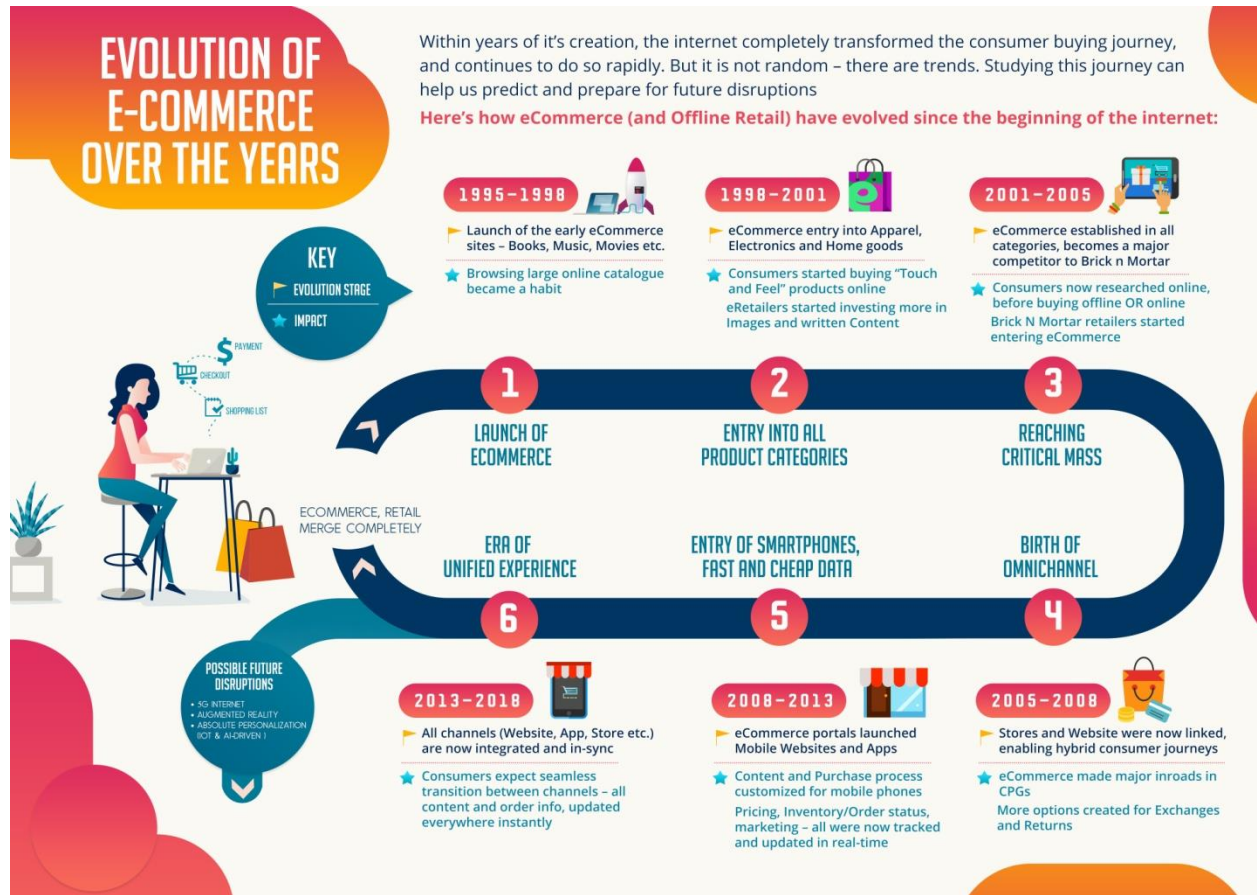 EVOLUTION OF
E-COMMERCE
OVER THE YEARS
Within years of it's creation, the internet completely transformed the consumer buying journey,
and continues to do so rapidly. But it is not random – there are trends. Studying this journey can
help us predict and prepare for future disruptions
Here's how eCommerce (and Offline Retail) have evolved since the beginning of the internet:
KEY
EVOLUTION STAGE
IMPACT
1995-1998
Launch of the early eCommerce
sites – Books, Music, Movies etc.
Browsing large online catalogue
became a habit
1998-2001
e
eCommerce entry into Apparel,
Electronics and Home goods
Consumers started buying "Touch
and Feel" products online
eRetailers started investing more in
Images and written Content
2001-2005
eCommerce established in all
categories, becomes a major
competitor to Brick n Mortar
Consumers now researched online,
before buying offline OR online
Brick N Mortar retailers started
entering eCommerce
$ PAYMENT
CHECKOUT
SHOPPING LIST
1
LAUNCH OF
ECOMMERCE
2
ENTRY INTO ALL
PRODUCT CATEGORIES
3
REACHING
CRITICAL MASS
ECOMMERCE, RETAIL
MERGE COMPLETELY
BIRTH OF
OMNICHANNEL
4
2005-2008
Stores and Website were now linked,
enabling hybrid consumer journeys
eCommerce made major inroads in
CPGs
More options created for Exchanges
and Returns
ENTRY OF SMARTPHONES,
FAST AND CHEAP DATA
5
2008-2013
eCommerce portals launched
Mobile Websites and Apps
Content and Purchase process
customized for mobile phones
Pricing, Inventory/Order status,
marketing – all were now tracked
and updated in real-time
ERA OF
UNIFIED EXPERIENCE
6
2013-2018
All channels (Website, App, Store etc.)
are now integrated and in-sync
Consumers expect seamless
transition between channels – all
content and order info, updated
everywhere instantly
POSSIBLE FUTURE
DISRUPTIONS
• 5G INTERNET
• AUGMENTED REALITY
• ABSOLUTE PERSONALIZATION
(IOT & AI-DRIVEN )